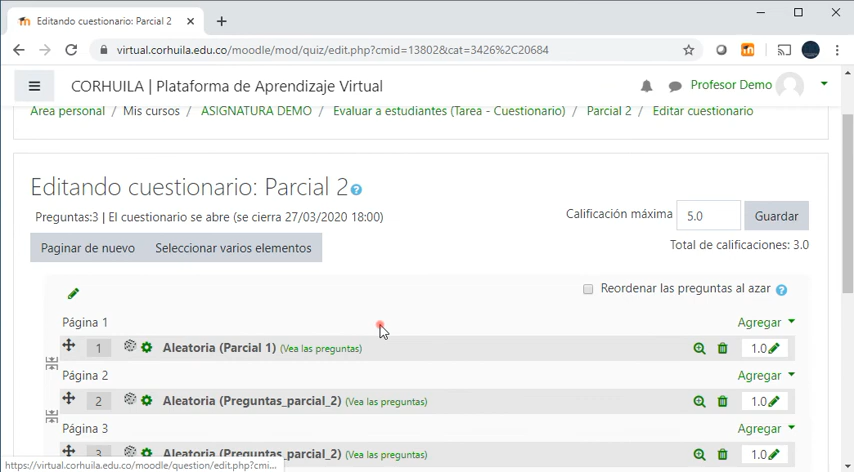 Editando cuestionario: Parcial 2
virtual.corhuila.edu.co/moodle/mod/quiz/edit.php?cmid=13802&cat=3426%2C20684
CORHUILA | Plataforma de Aprendizaje Virtual
Profesor Demo
Área personal / Mis cursos / ASIGNATURA DEMO / Evaluar a estudiantes (Tarea - Cuestionario) / Parcial 2 / Editar cuestionario
Editando cuestionario: Parcial 2
Preguntas:3 | El cuestionario se abre (se cierra 27/03/2020 18:00)
Calificación máxima 5.0 Guardar
Paginar de nuevo Seleccionar varios elementos
Total de calificaciones: 3.0
Reordenar las preguntas al azar
Página 1 Agregar
1 Aleatoria (Parcial 1) (Vea las preguntas) 1.0
Página 2 Agregar
2 Aleatoria (Preguntas_parcial_2) (Vea las preguntas) 1.0
Página 3 Agregar
3 Aleatoria (Preguntas_parcial_2) (Vea las preguntas) 1.0
https://virtual.corhuila.edu.co/moodle/question/edit.php?cmi...